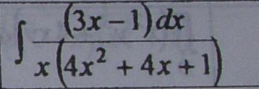 ∫ (3x – 1) dx / x (4x² + 4x + 1)